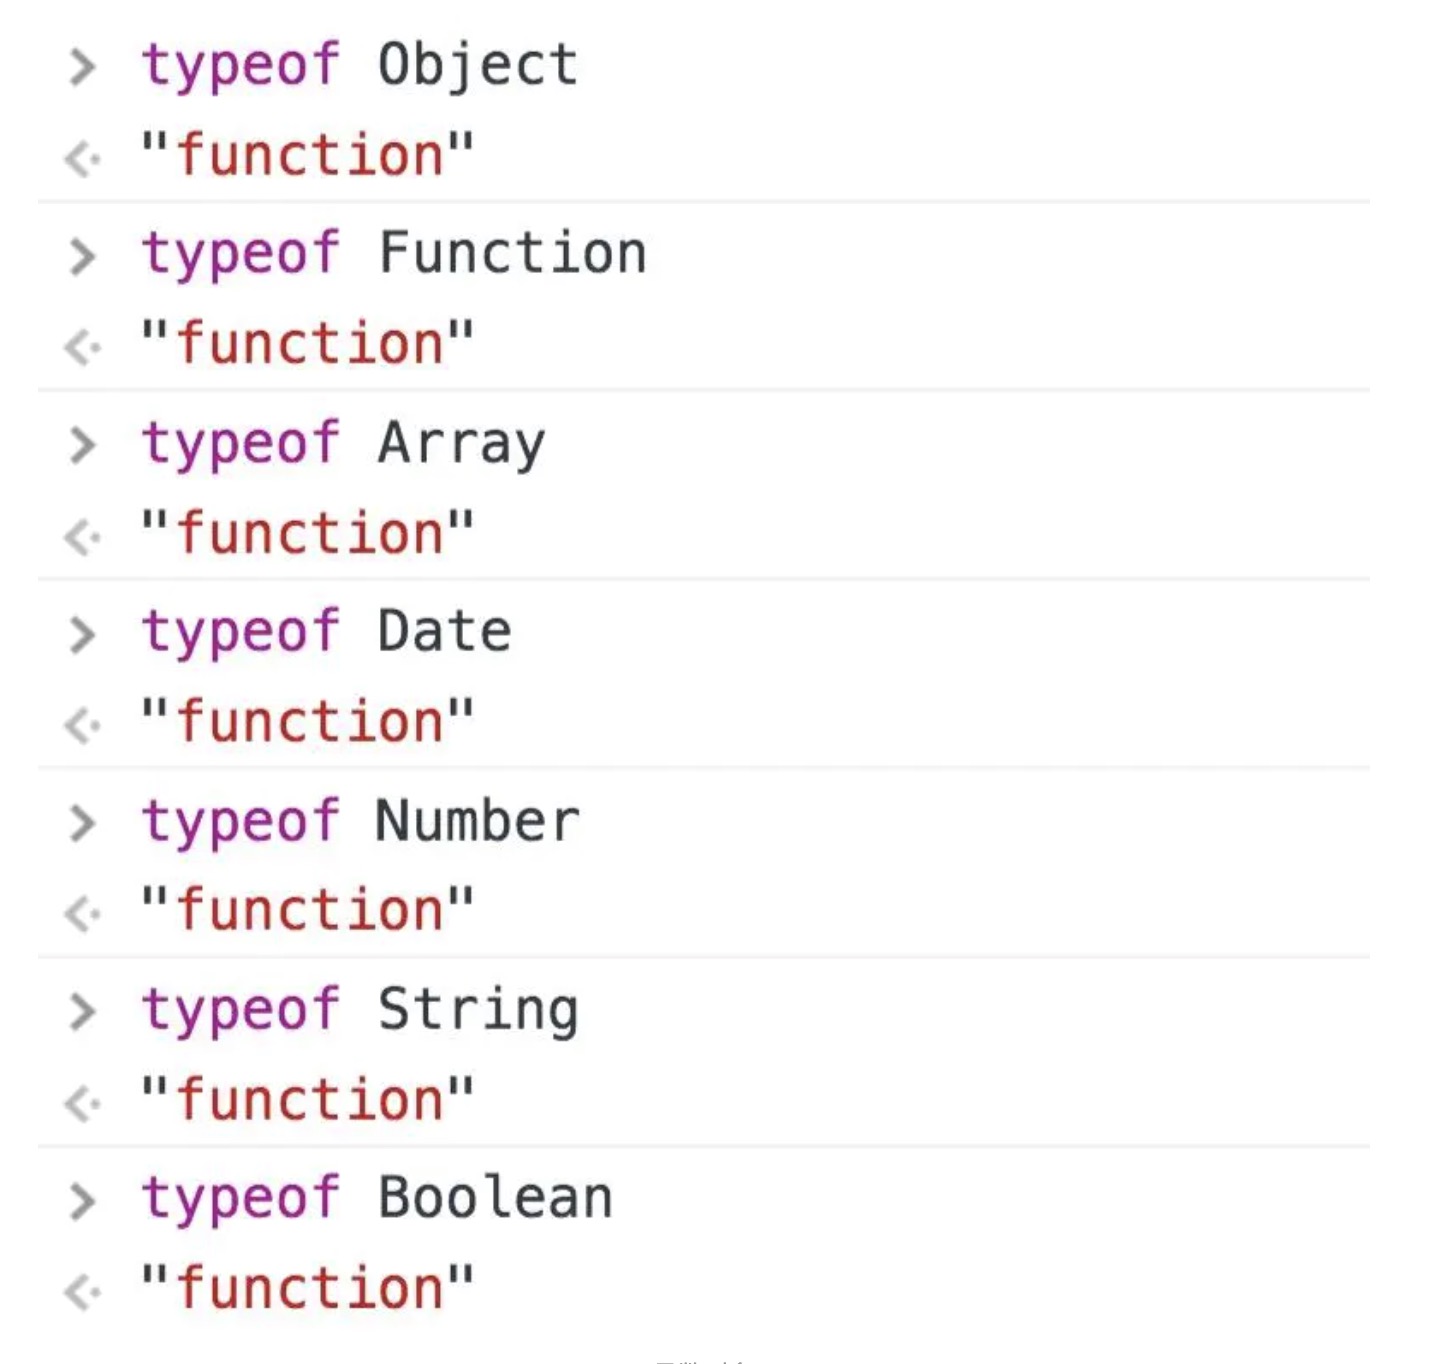 > typeof Object
<· "function"
> typeof Function
<· "function"
> typeof Array
<· "function"
> typeof Date
<· "function"
> typeof Number
<· "function"
> typeof String
<· "function"
> typeof Boolean
<· "function"